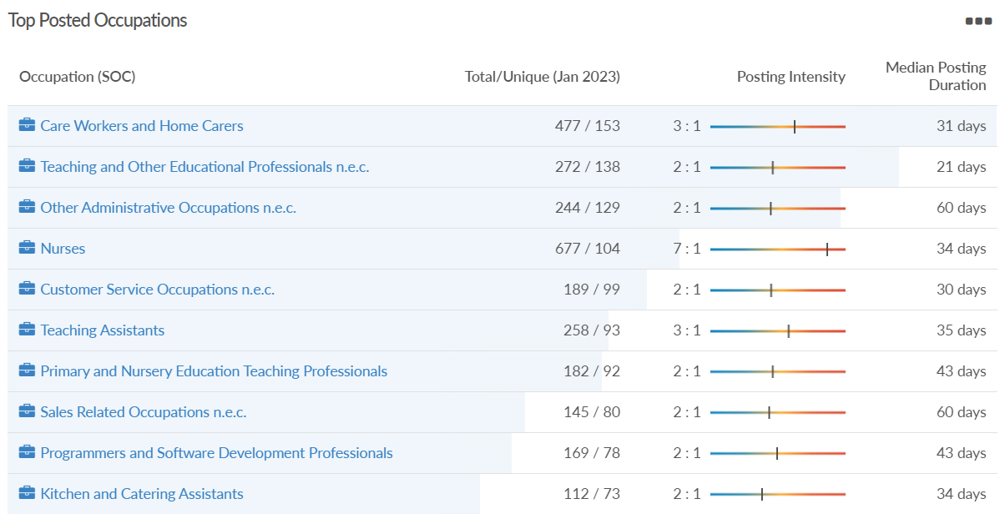 Top Posted Occupations
Occupation (SOC) Total/Unique (Jan 2023) Posting Intensity Median Posting
Duration
Care Workers and Home Carers 477 / 153 3 : 1 31 days
Teaching and Other Educational Professionals n.e.c. 272 / 138 2 : 1 21 days
Other Administrative Occupations n.e.c. 244 / 129 2 : 1 60 days
Nurses 677 / 104 7 : 1 34 days
Customer Service Occupations n.e.c. 189 / 99 2 : 1 30 days
Teaching Assistants 258 / 93 3 : 1 35 days
Primary and Nursery Education Teaching Professionals 182 / 92 2 : 1 43 days
Sales Related Occupations n.e.c. 145 / 80 2 : 1 60 days
Programmers and Software Development Professionals 169 / 78 2 : 1 43 days
Kitchen and Catering Assistants 112 / 73 2 : 1 34 days